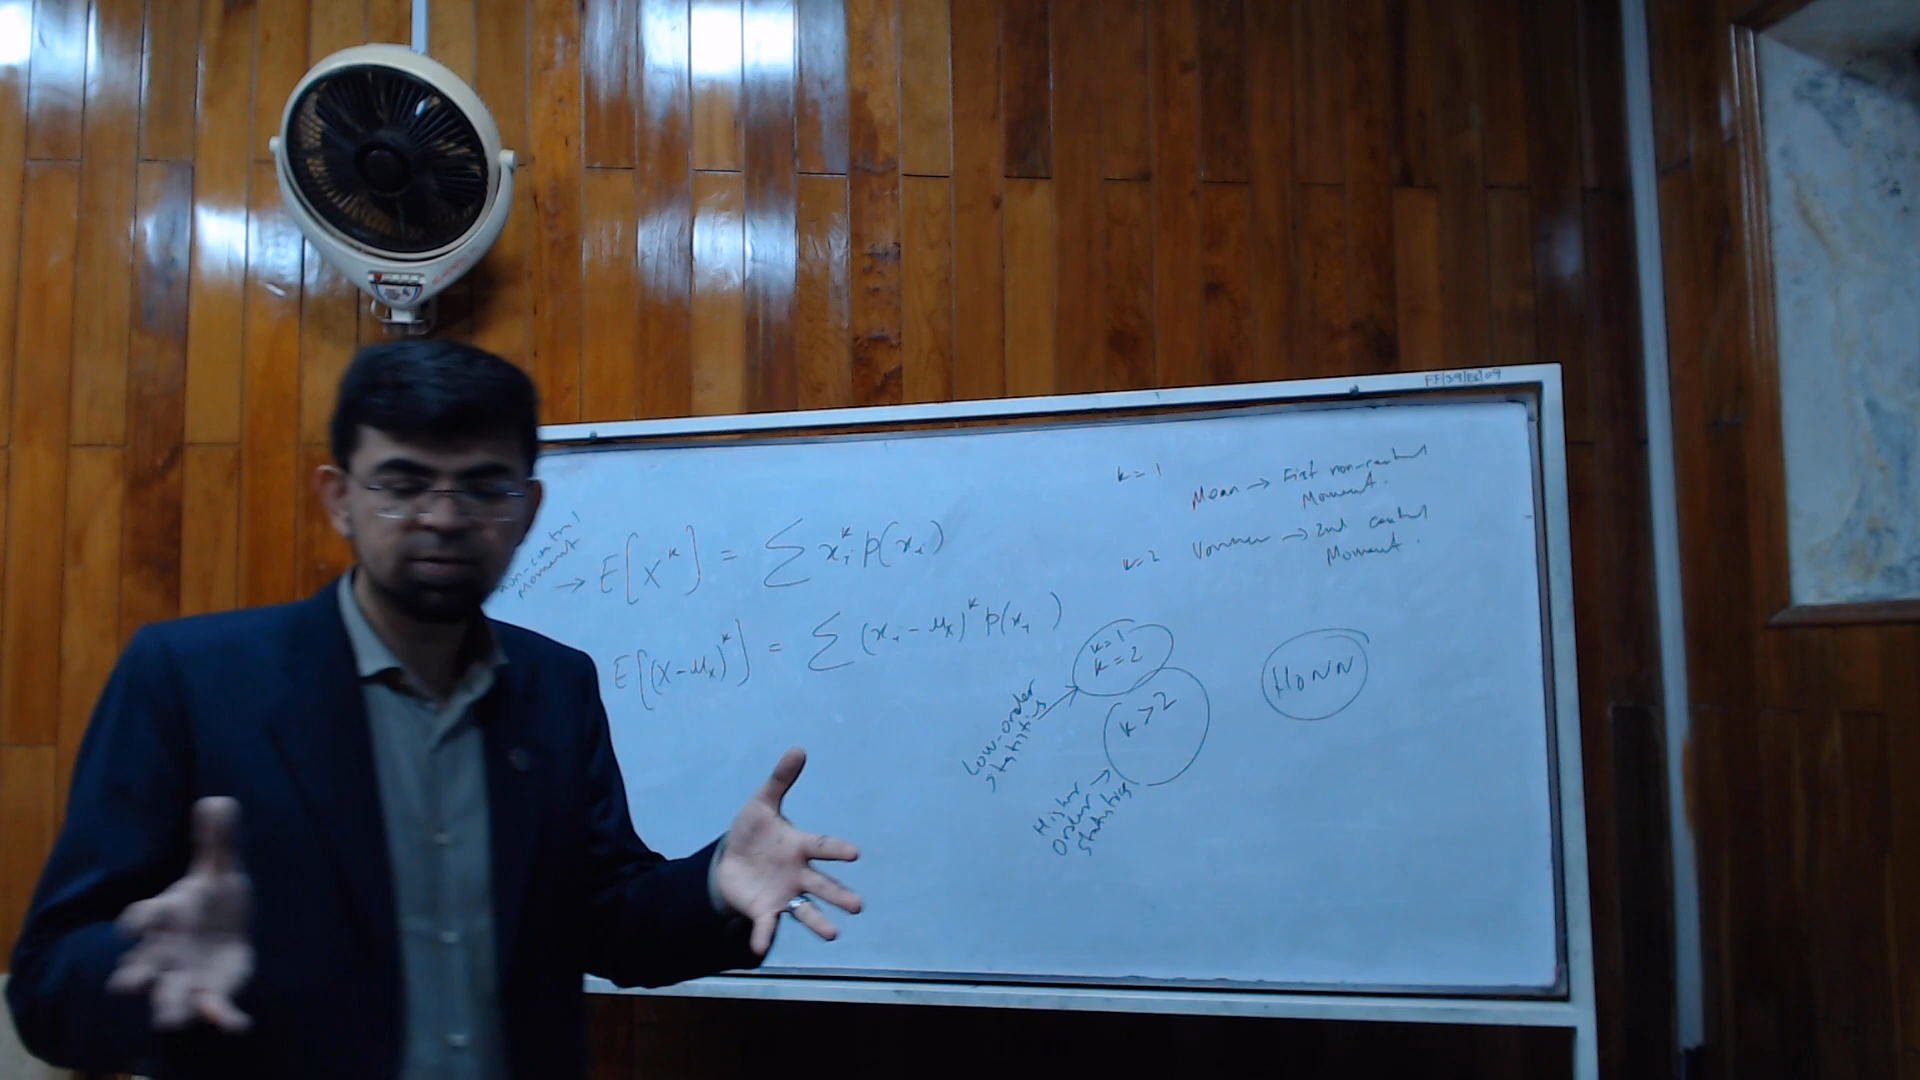 non-central
Moment
→ E[X^k] = ∑ x_i^k p(x_i)
E[(X-μ_x)^k] = ∑ (x_i - μ_x)^k p(x_i)
k=1
Mean → First non-central
Moment.
k=2 Variance → 2nd central
Moment.
k=1
k=2
Low-order
statistics
k>2
Higher
Order
statistics
HONN